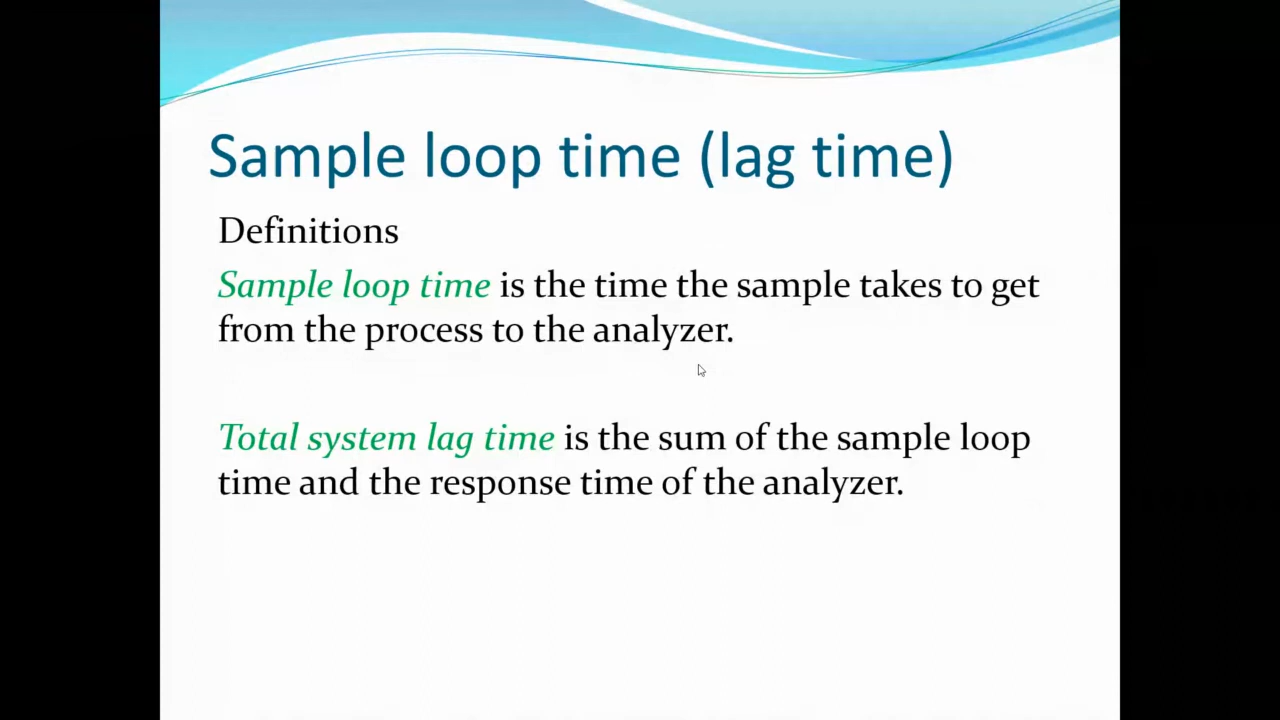 Sample loop time (lag time)
Definitions
Sample loop time is the time the sample takes to get
from the process to the analyzer.
Total system lag time is the sum of the sample loop
time and the response time of the analyzer.